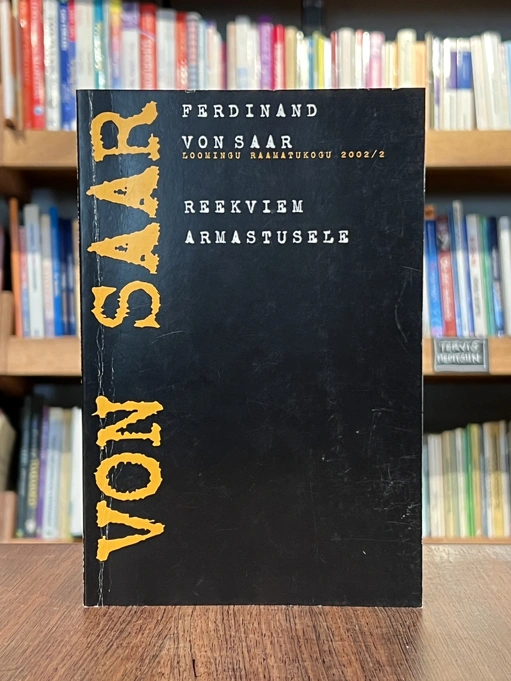 VON SAAR
FERDINAND
VON SAAR
LOOMINGU RAAMATUKOGU 2002/2
REEKVIEM
ARMASTUSELE